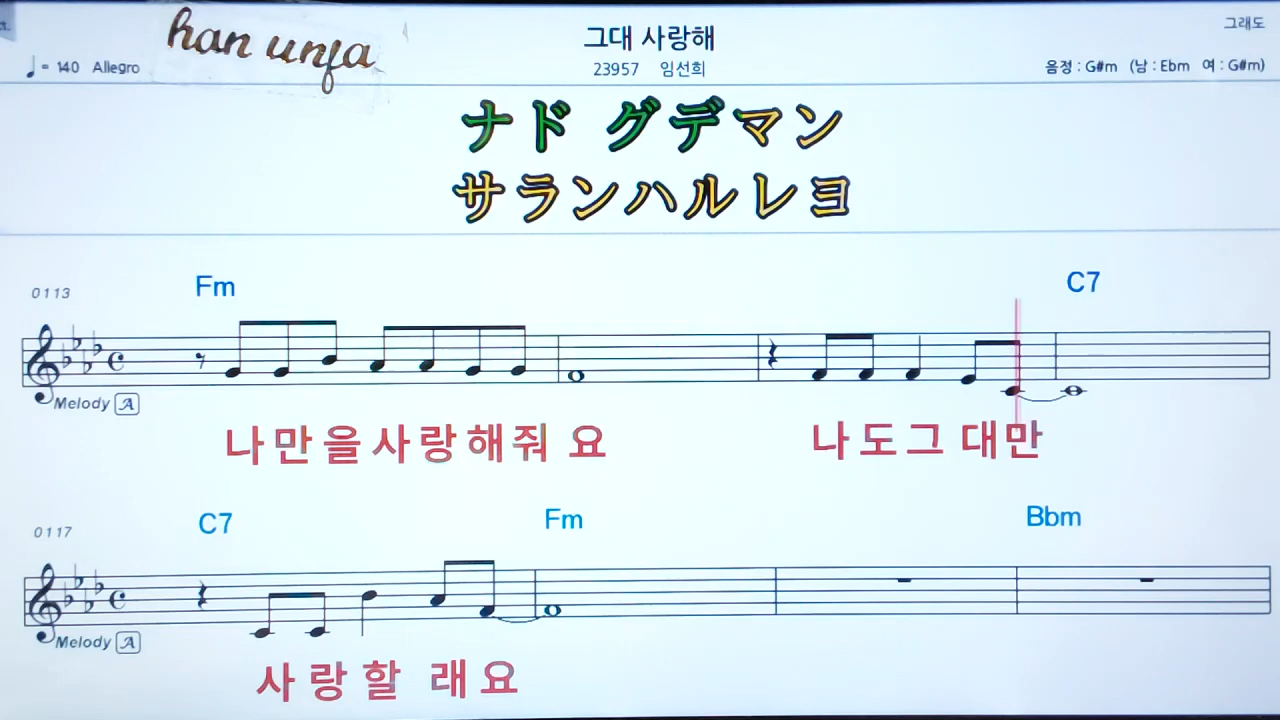 han unja
그대 사랑해
그래도
♩= 140 Allegro
23957 임선희
음정 : G#m (남 : Ebm 여 : G#m)
ナド グデマン
サランハルレヨ
0113
Fm
C7
Melody A
나만을사랑해줘 요
나도그 대만
0117
C7
Fm
Bbm
Melody A
사랑할 래요